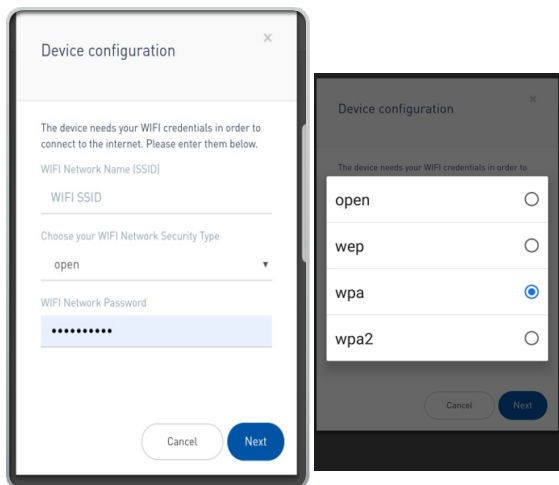 Device configuration
×
The device needs your WIFI credentials in order to
connect to the internet. Please enter them below.
WIFI Network Name (SSID)
WIFI SSID
Choose your WIFI Network Security Type
open
WIFI Network Password
••••••••••
Cancel
Next
Device configuration
×
The device needs your WIFI credentials in order to
open
wep
wpa
wpa2
Cancel
Next